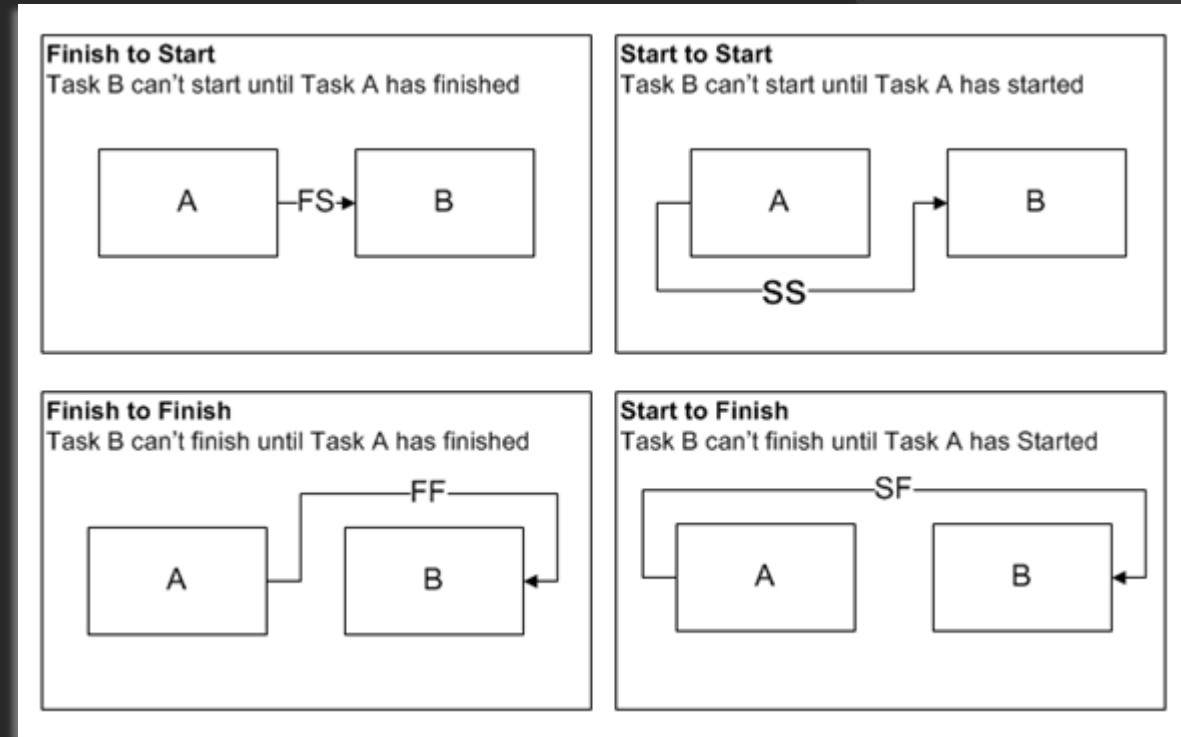 Finish to Start
Task B can't start until Task A has finished
A
FS
B
Start to Start
Task B can't start until Task A has started
A
B
SS
Finish to Finish
Task B can't finish until Task A has finished
FF
A
B
Start to Finish
Task B can't finish until Task A has Started
SF
A
B